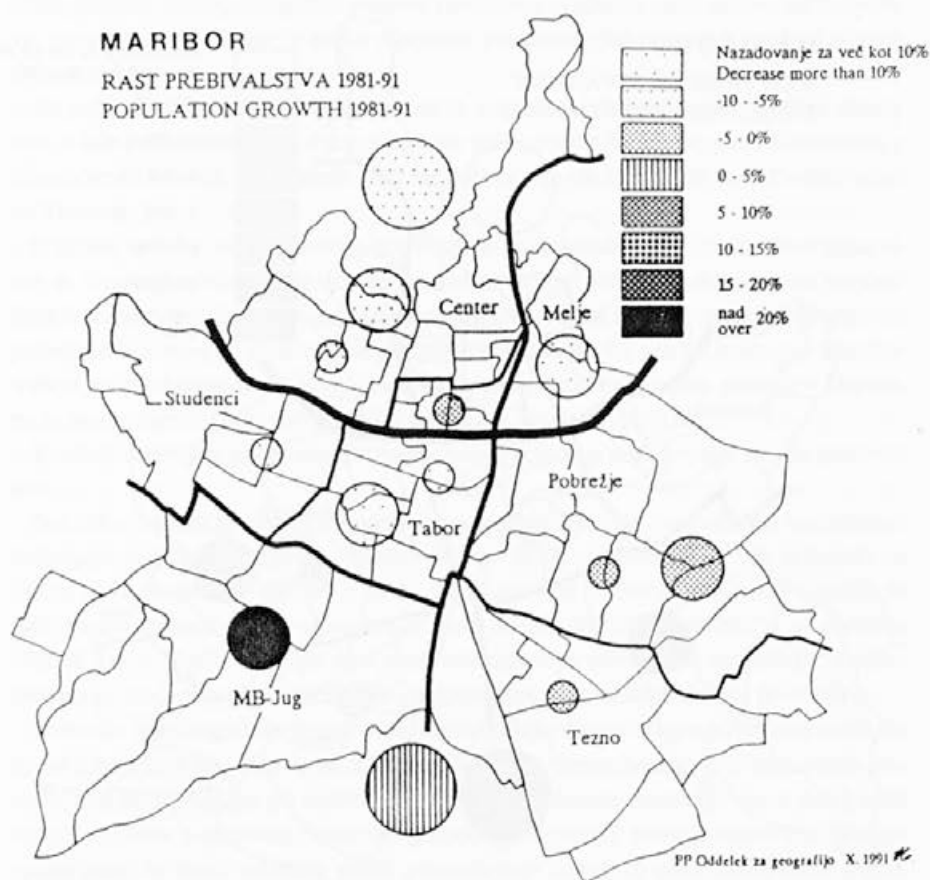 MARIBOR
RAST PREBIVALSTVA 1981-91
POPULATION GROWTH 1981-91
Nazadovanje za več kot 10%
Decrease more than 10%
-10 - -5%
-5 - 0%
0 - 5%
5 - 10%
10 - 15%
15 - 20%
nad
over 20%
Center
Melje
Studenci
Pobrežje
Tabor
MB-Jug
Tezno
PP Oddelek za geografijo X. 1991